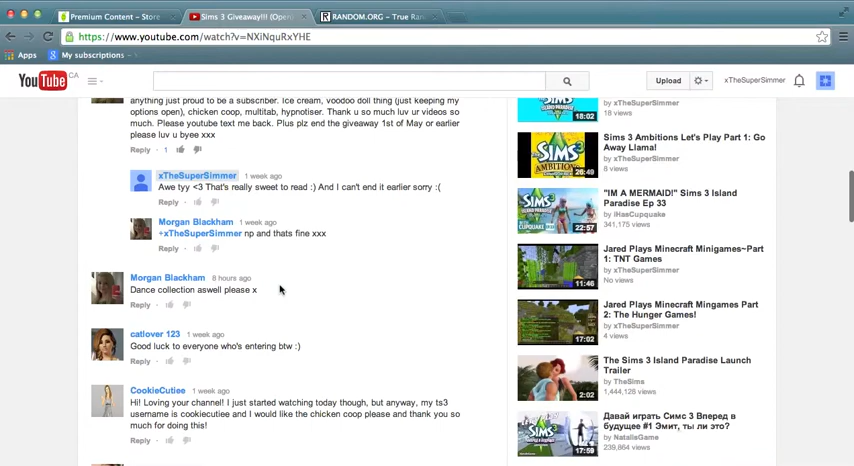 Premium Content - Store
Sims 3 Giveaway!!! (Open)
RANDOM.ORG - True Ran
https://www.youtube.com/watch?v=NXiNquRxYHE
Apps
My subscriptions -
YouTube CA
Upload
xTheSuperSimmer
anything just proud to be a subscriber. Ice cream, voodoo doll thing (just keeping my
options open), chicken coop, multitab, hypnotiser. Thank u so much luv ur videos so
much. Please youtube text me back. Plus plz end the giveaway 1st of May or earlier
please luv u byee xxx
Reply · 1
xTheSuperSimmer 1 week ago
Awe tyy <3 That's really sweet to read :) And I can't end it earlier sorry :(
Reply ·
Morgan Blackham 1 week ago
+xTheSuperSimmer np and thats fine xxx
Reply ·
Morgan Blackham 8 hours ago
Dance collection aswell please x
Reply ·
catlover 123 1 week ago
Good luck to everyone who's entering btw :)
Reply ·
CookieCutiee 1 week ago
Hi! Loving your channel! I just started watching today though, but anyway, my ts3
username is cookiecutiee and I would like the chicken coop please and thank you so
much for doing this!
Reply ·
18:02
by xTheSuperSimmer
18 views
26:49
Sims 3 Ambitions Let's Play Part 1: Go
Away Llama!
by xTheSuperSimmer
8 views
22:57
"IM A MERMAID!" Sims 3 Island
Paradise Ep 33
by IHasCupquake
341,175 views
11:46
Jared Plays Minecraft Minigames~Part
1: TNT Games
by xTheSuperSimmer
No views
17:02
Jared Plays Minecraft Mingames Part
2: The Hunger Games!
by xTheSuperSimmer
4 views
2:02
The Sims 3 Island Paradise Launch
Trailer
by TheSims
1,444,128 views
17:59
Давай играть Симс 3 Вперед в
будущее #1 Эмит, ты ли это?
by NatalisGame
239,864 views